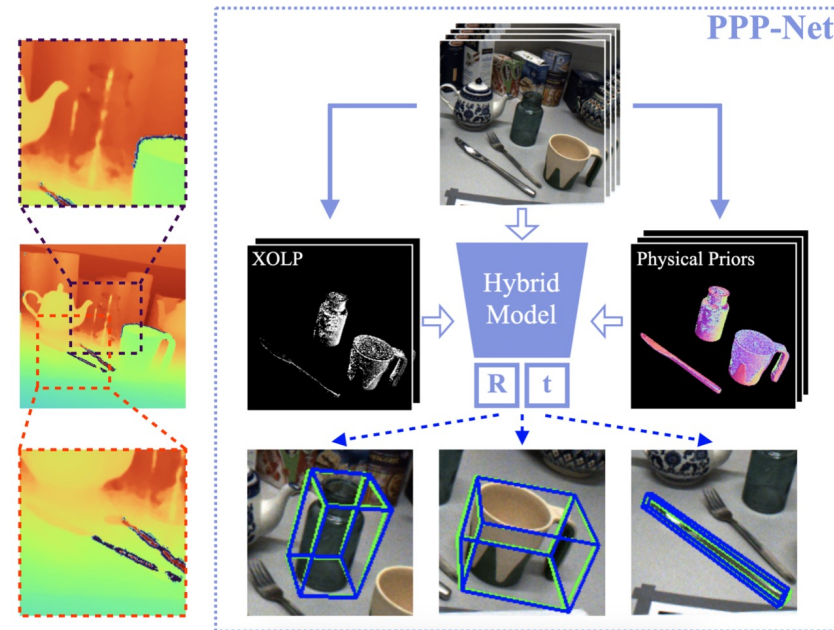 PPP-Net
XOLP
Hybrid
Model
Physical Priors
R
t